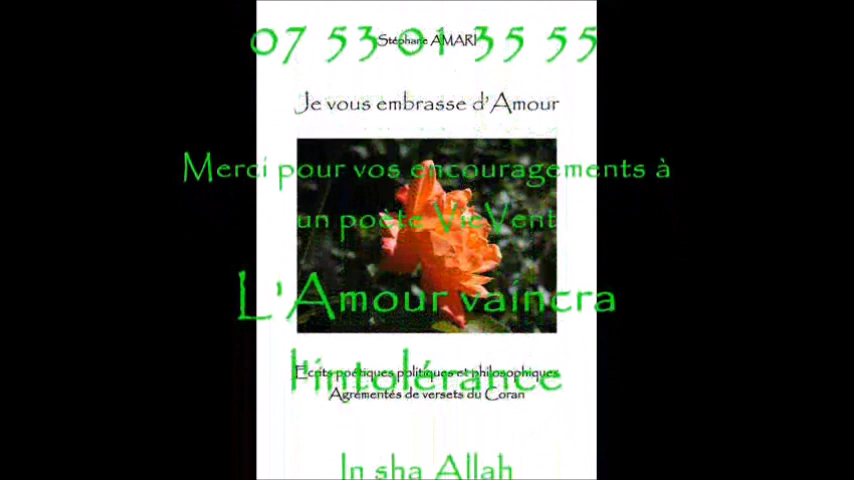 07 53 01 35 55
Stéphane AMARI
Je vous embrasse d'Amour
Merci pour vos encouragements à
un poète VieVent
L'Amour vaincra
l'intolérance
Ecrits poétiques politiques et philosophiques
Agrémentés de versets du Coran
In sha Allah